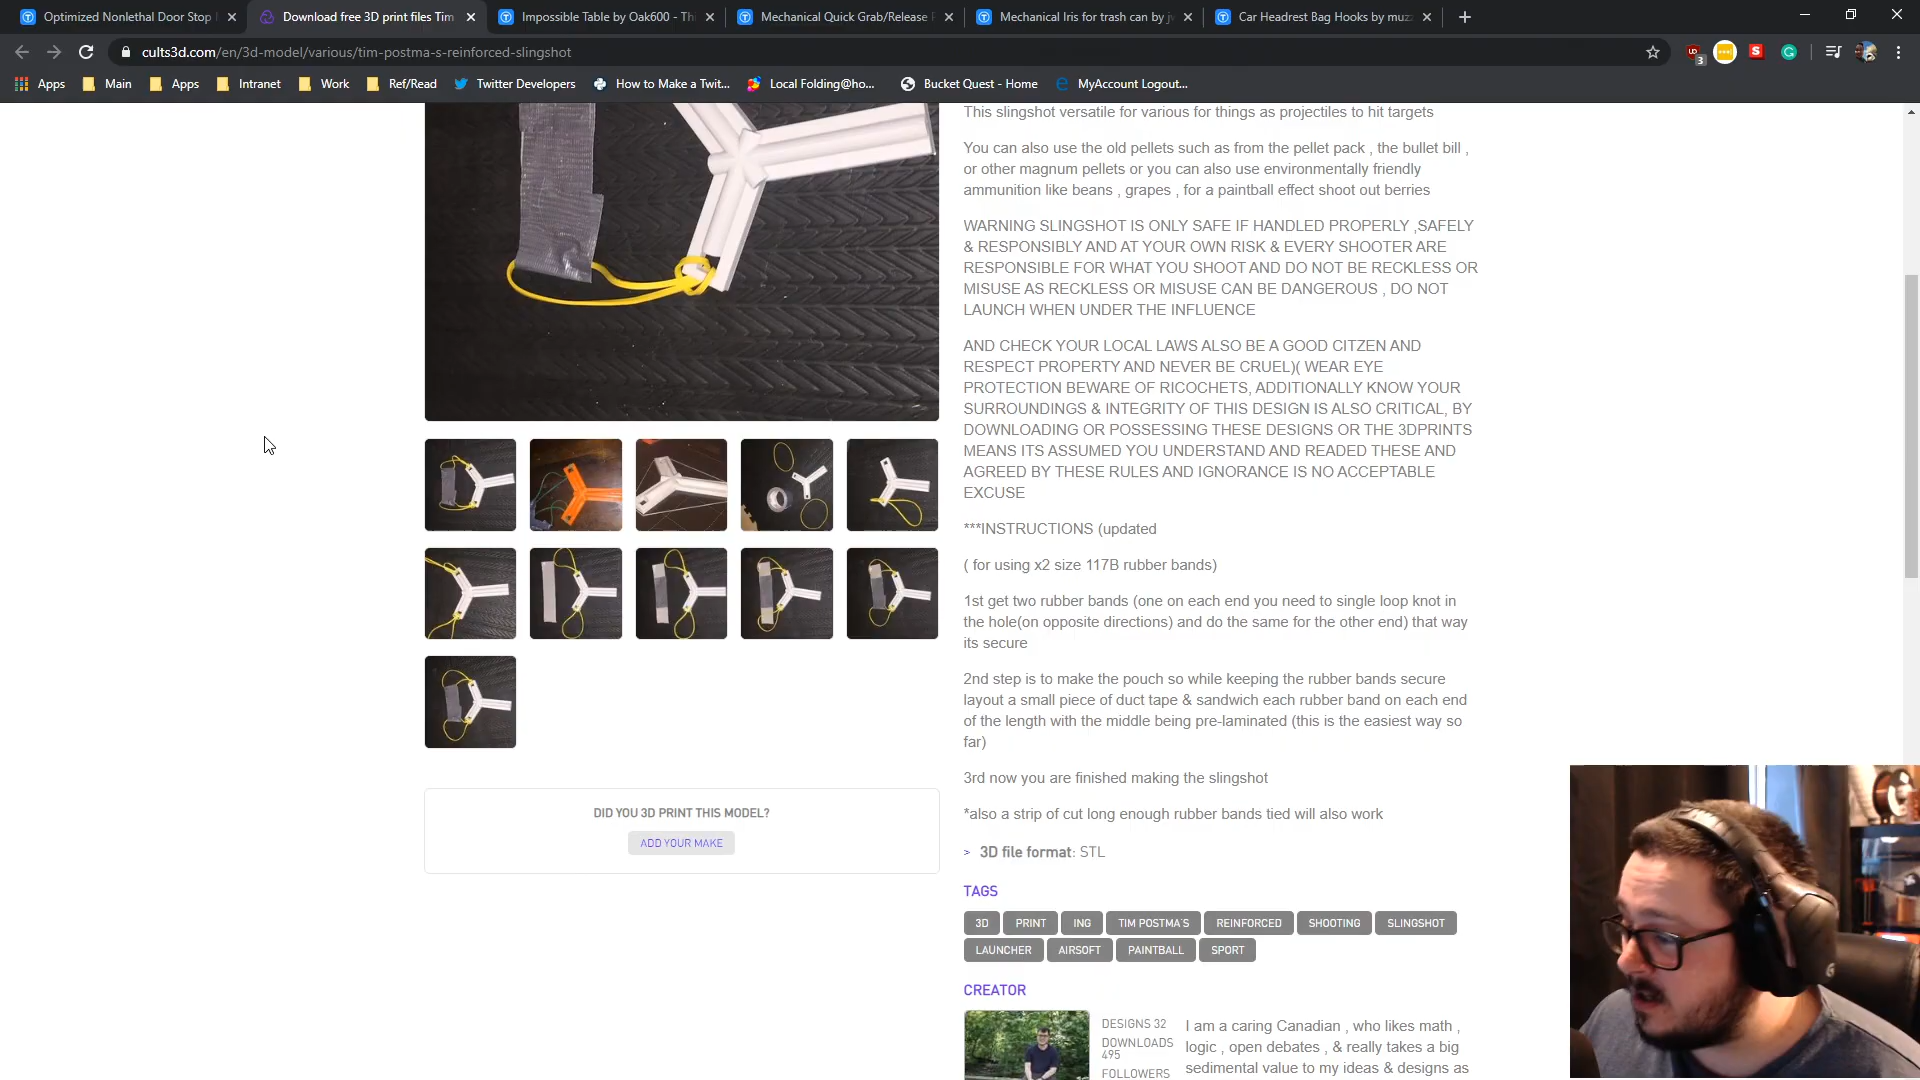 Optimized Nonlethal Door Stop
Download free 3D print files Tim
Impossible Table by Oak600 - Thi
Mechanical Quick Grab/Release
Mechanical Iris for trash can by
Car Headrest Bag Hooks by muz
cults3d.com/en/3d-model/various/tim-postma-s-reinforced-slingshot
3
Apps
Main
Apps
Intranet
Work
Ref/Read
Twitter Developers
How to Make a Twit...
Local Folding@ho...
Bucket Quest - Home
MyAccount Logout...
This slingshot versatile for various for things as projectiles to hit targets
You can also use the old pellets such as from the pellet pack , the bullet bill ,
or other magnum pellets or you can also use environmentally friendly
ammunition like beans , grapes , for a paintball effect shoot out berries
WARNING SLINGSHOT IS ONLY SAFE IF HANDLED PROPERLY ,SAFELY
& RESPONSIBLY AND AT YOUR OWN RISK & EVERY SHOOTER ARE
RESPONSIBLE FOR WHAT YOU SHOOT AND DO NOT BE RECKLESS OR
MISUSE AS RECKLESS OR MISUSE CAN BE DANGEROUS , DO NOT
LAUNCH WHEN UNDER THE INFLUENCE
AND CHECK YOUR LOCAL LAWS ALSO BE A GOOD CITZEN AND
RESPECT PROPERTY AND NEVER BE CRUEL)( WEAR EYE
PROTECTION BEWARE OF RICOCHETS, ADDITIONALLY KNOW YOUR
SURROUNDINGS & INTEGRITY OF THIS DESIGN IS ALSO CRITICAL, BY
DOWNLOADING OR POSSESSING THESE DESIGNS OR THE 3DPRINTS
MEANS ITS ASSUMED YOU UNDERSTAND AND READED THESE AND
AGREED BY THESE RULES AND IGNORANCE IS NO ACCEPTABLE
EXCUSE
***INSTRUCTIONS (updated
( for using x2 size 117B rubber bands)
1st get two rubber bands (one on each end you need to single loop knot in
the hole(on opposite directions) and do the same for the other end) that way
its secure
2nd step is to make the pouch so while keeping the rubber bands secure
layout a small piece of duct tape & sandwich each rubber band on each end
of the length with the middle being pre-laminated (this is the easiest way so
far)
3rd now you are finished making the slingshot
*also a strip of cut long enough rubber bands tied will also work
> 3D file format: STL
TAGS
3D PRINT ING TIM POSTMA'S REINFORCED SHOOTING SLINGSHOT
LAUNCHER AIRSOFT PAINTBALL SPORT
CREATOR
DESIGNS 32
DOWNLOADS
495
FOLLOWERS
I am a caring Canadian , who likes math ,
logic , open debates , & really takes a big
sedimental value to my ideas & designs as
DID YOU 3D PRINT THIS MODEL?
ADD YOUR MAKE